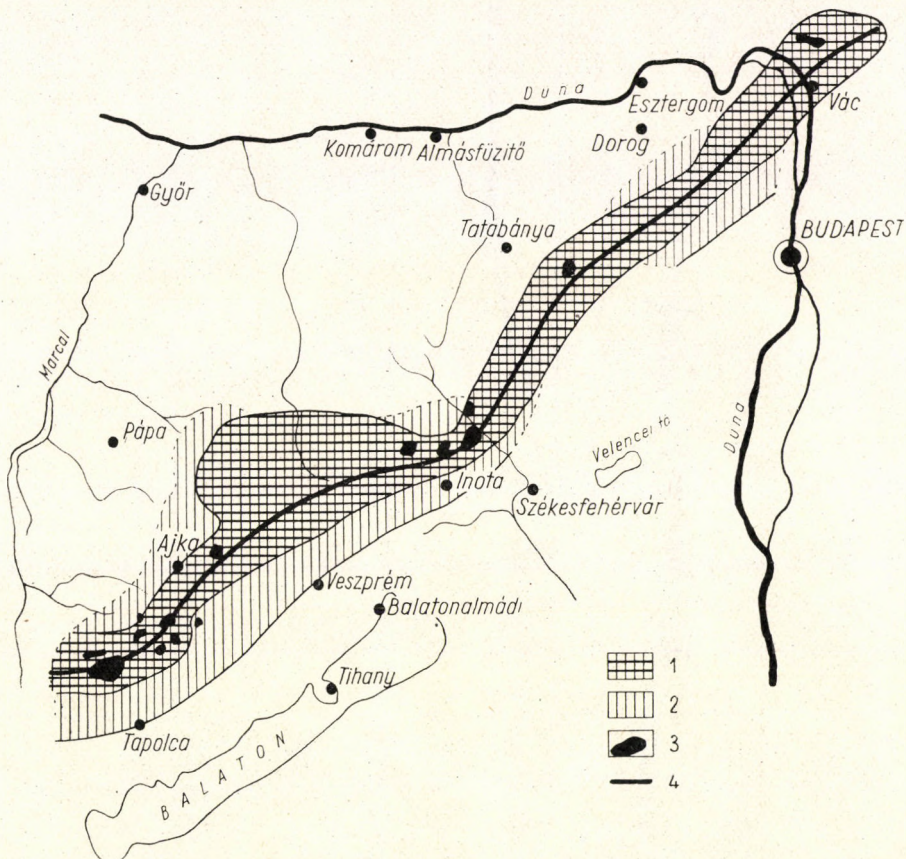 Duna
Esztergom
Vác
Komárom
Almásfüzitő
Dorog
Győr
Tatabánya
BUDAPEST
Marcal
Pápa
Velencei tó
Duna
Inota
Székesfehérvár
Ajka
Veszprém
Balatonalmádi
1
2
Tihany
3
Tapolca
4
BALATON